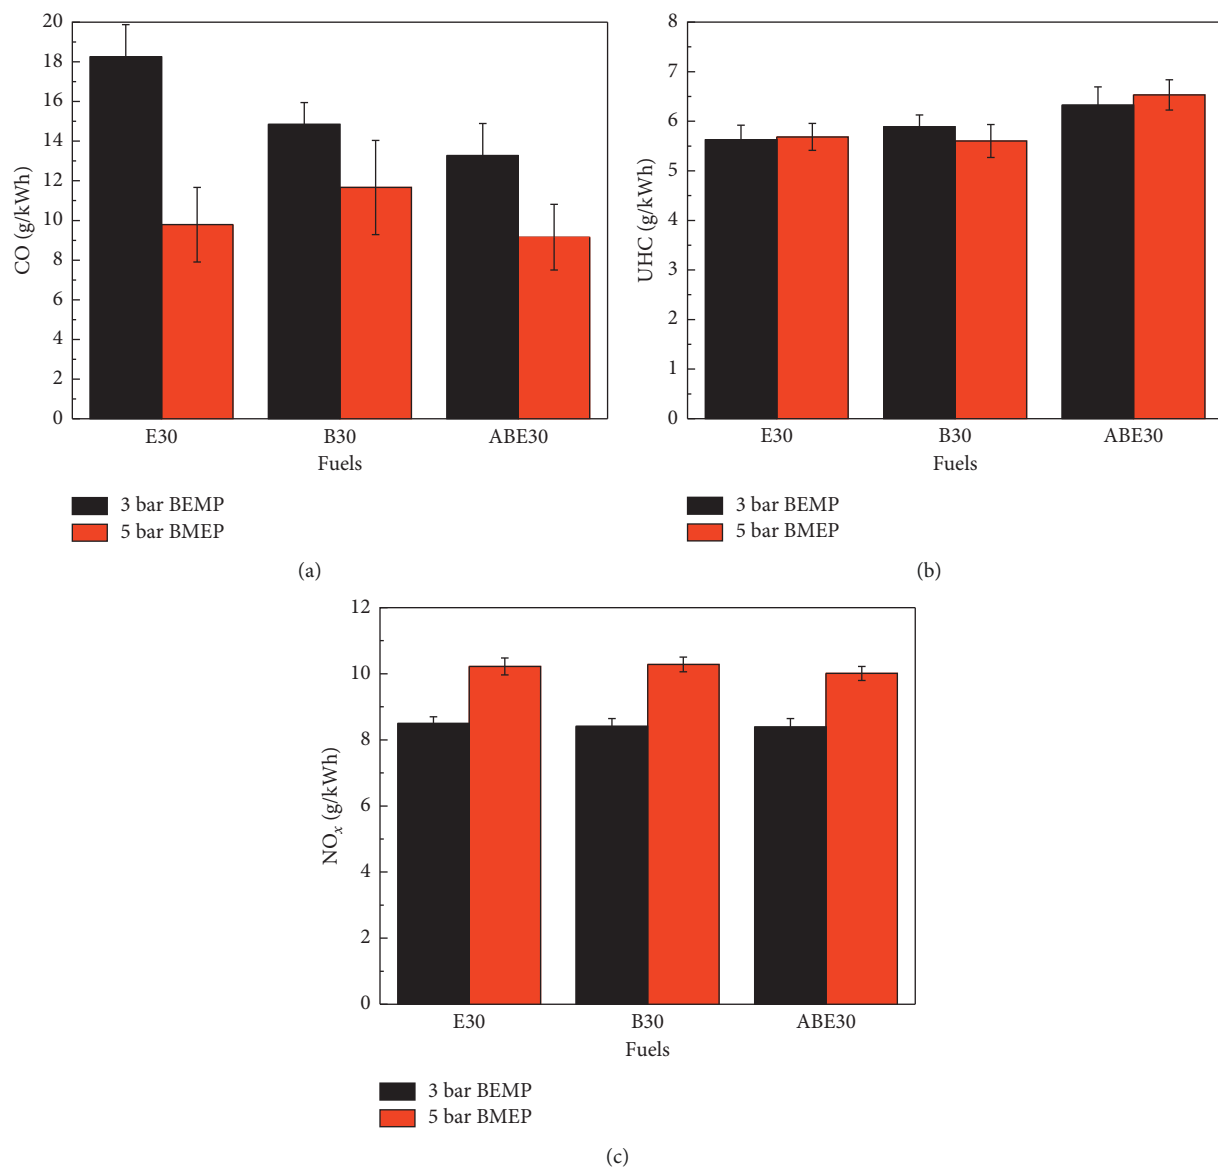 20
18
16
14
12
10
8
6
4
2
0
CO (g/kWh)
E30 B30 ABE30
Fuels
3 bar BEMP
5 bar BMEP
(a)
8
7
6
5
4
3
2
1
0
UHC (g/kWh)
E30 B30 ABE30
Fuels
3 bar BEMP
5 bar BMEP
(b)
12
10
8
6
4
2
0
NOx (g/kWh)
E30 B30 ABE30
Fuels
3 bar BEMP
5 bar BMEP
(c)